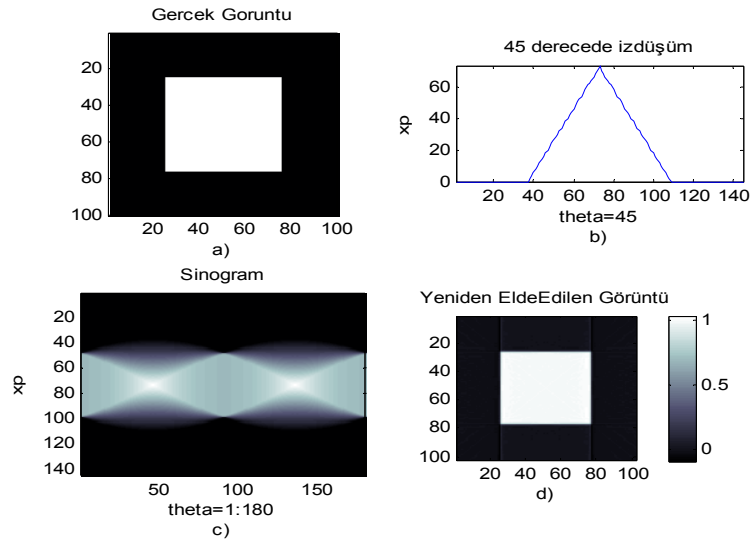 Gercek Goruntu
20
40
60
80
100
20 40 60 80 100
a)
45 derecede izdüşüm
60
40
20
0
xp
20 40 60 80 100 120 140
theta=45
b)
Sinogram
20
40
60
80
100
120
140
xp
50 100 150
theta=1:180
c)
Yeniden EldeEdilen Görüntü
20
40
60
80
100
20 40 60 80 100
d)
1
0.5
0